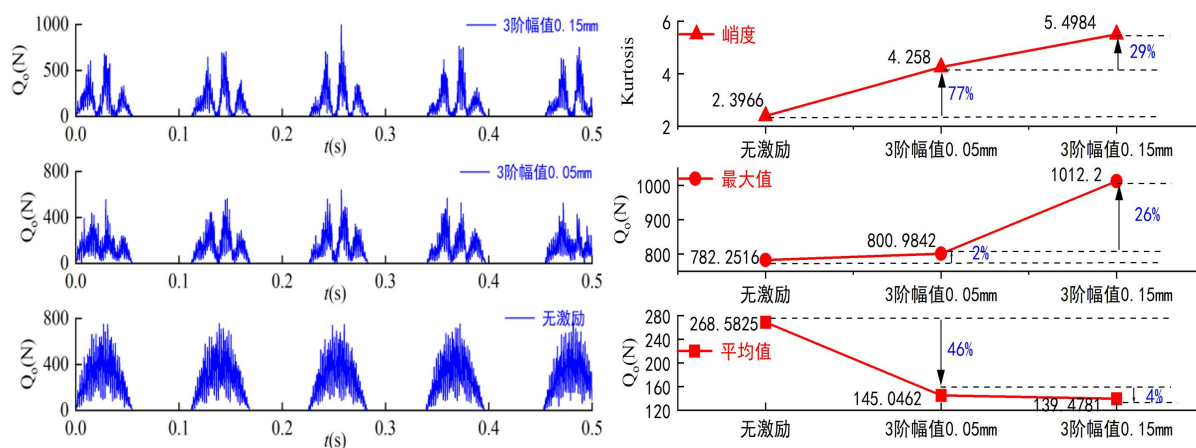 3阶幅值0.15mm
Q₀(N)
1000
500
0
0.0 0.1 0.2 0.3 0.4 0.5
t(s)
3阶幅值0.05mm
Q₀(N)
800
400
0
0.0 0.1 0.2 0.3 0.4 0.5
t(s)
无激励
Q₀(N)
800
400
0
0.0 0.1 0.2 0.3 0.4 0.5
t(s)
Kurtosis
6
4
2
峭度
2.3966
4.258
5.4984
77%
29%
无激励 3阶幅值0.05mm 3阶幅值0.15mm
Q₀(N)
1000
900
800
最大值
782.2516
800.9842
1012.2
2%
26%
无激励 3阶幅值0.05mm 3阶幅值0.15mm
Q₀(N)
280
240
200
160
120
平均值
268.5825
145.0462
139.4781
46%
4%
无激励 3阶幅值0.05mm 3阶幅值0.15mm